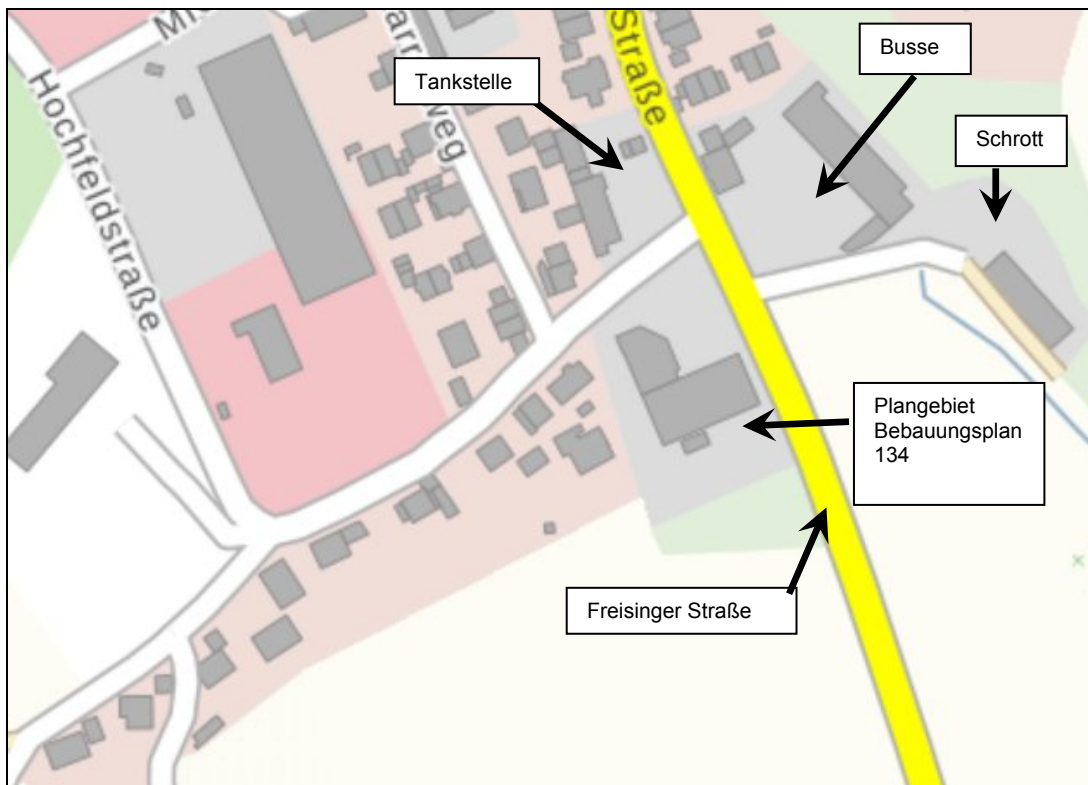 Straße
Busse
Tankstelle
Schrott
Hochfeldstraße
weg
Plangebiet
Bebauungsplan
134
Freisinger Straße